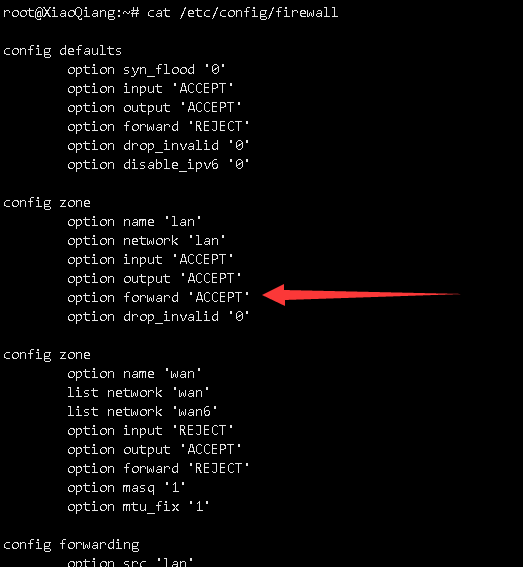 root@XiaoQiang:~# cat /etc/config/firewall
config defaults
option syn_flood '0'
option input 'ACCEPT'
option output 'ACCEPT'
option forward 'REJECT'
option drop_invalid '0'
option disable_ipv6 '0'
config zone
option name 'lan'
option network 'lan'
option input 'ACCEPT'
option output 'ACCEPT'
option forward 'ACCEPT'
option drop_invalid '0'
config zone
option name 'wan'
list network 'wan'
list network 'wan6'
option input 'REJECT'
option output 'ACCEPT'
option forward 'REJECT'
option masq '1'
option mtu_fix '1'
config forwarding
option src 'lan'